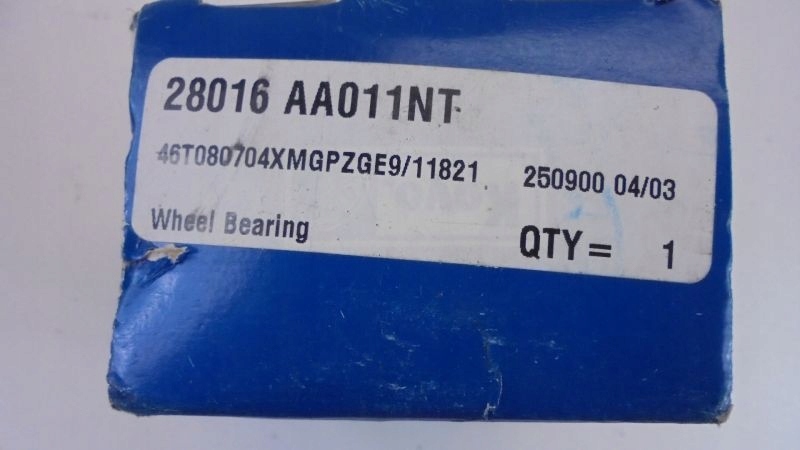 28016 AA011NT
46T080704XMGPZGE9/11821 250900 04/03
Wheel Bearing QTY = 1